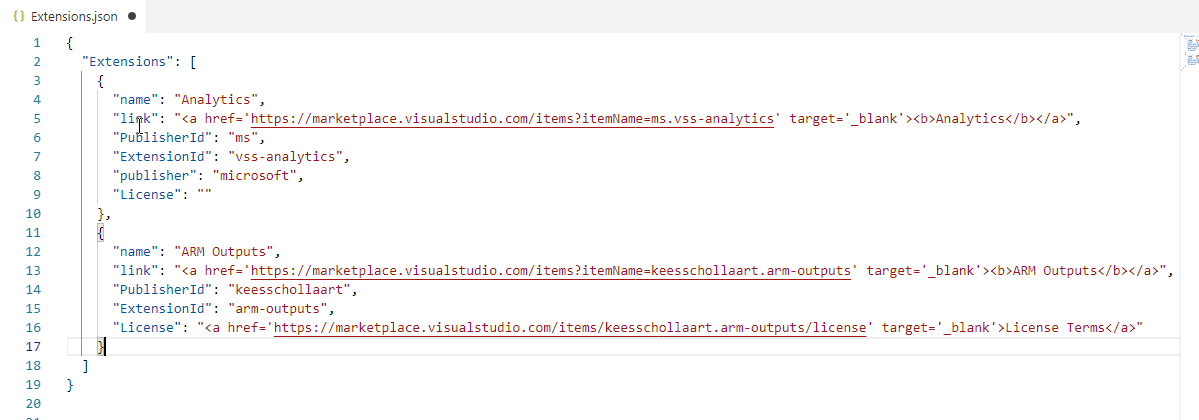 {} Extensions.json ●
1 {
2 "Extensions": [
3 {
4 "name": "Analytics",
5 "link": "<a href='https://marketplace.visualstudio.com/items?itemName=ms.vss-analytics' target='_blank'><b>Analytics</b></a>",
6 "PublisherId": "ms",
7 "ExtensionId": "vss-analytics",
8 "publisher": "microsoft",
9 "License": ""
10 },
11 {
12 "name": "ARM Outputs",
13 "link": "<a href='https://marketplace.visualstudio.com/items?itemName=keesschollaart.arm-outputs' target='_blank'><b>ARM Outputs</b></a>",
14 "PublisherId": "keesschollaart",
15 "ExtensionId": "arm-outputs",
16 "License": "<a href='https://marketplace.visualstudio.com/items/keesschollaart.arm-outputs/license' target='_blank'>License Terms</a>"
17 }
18 ]
19 }
20